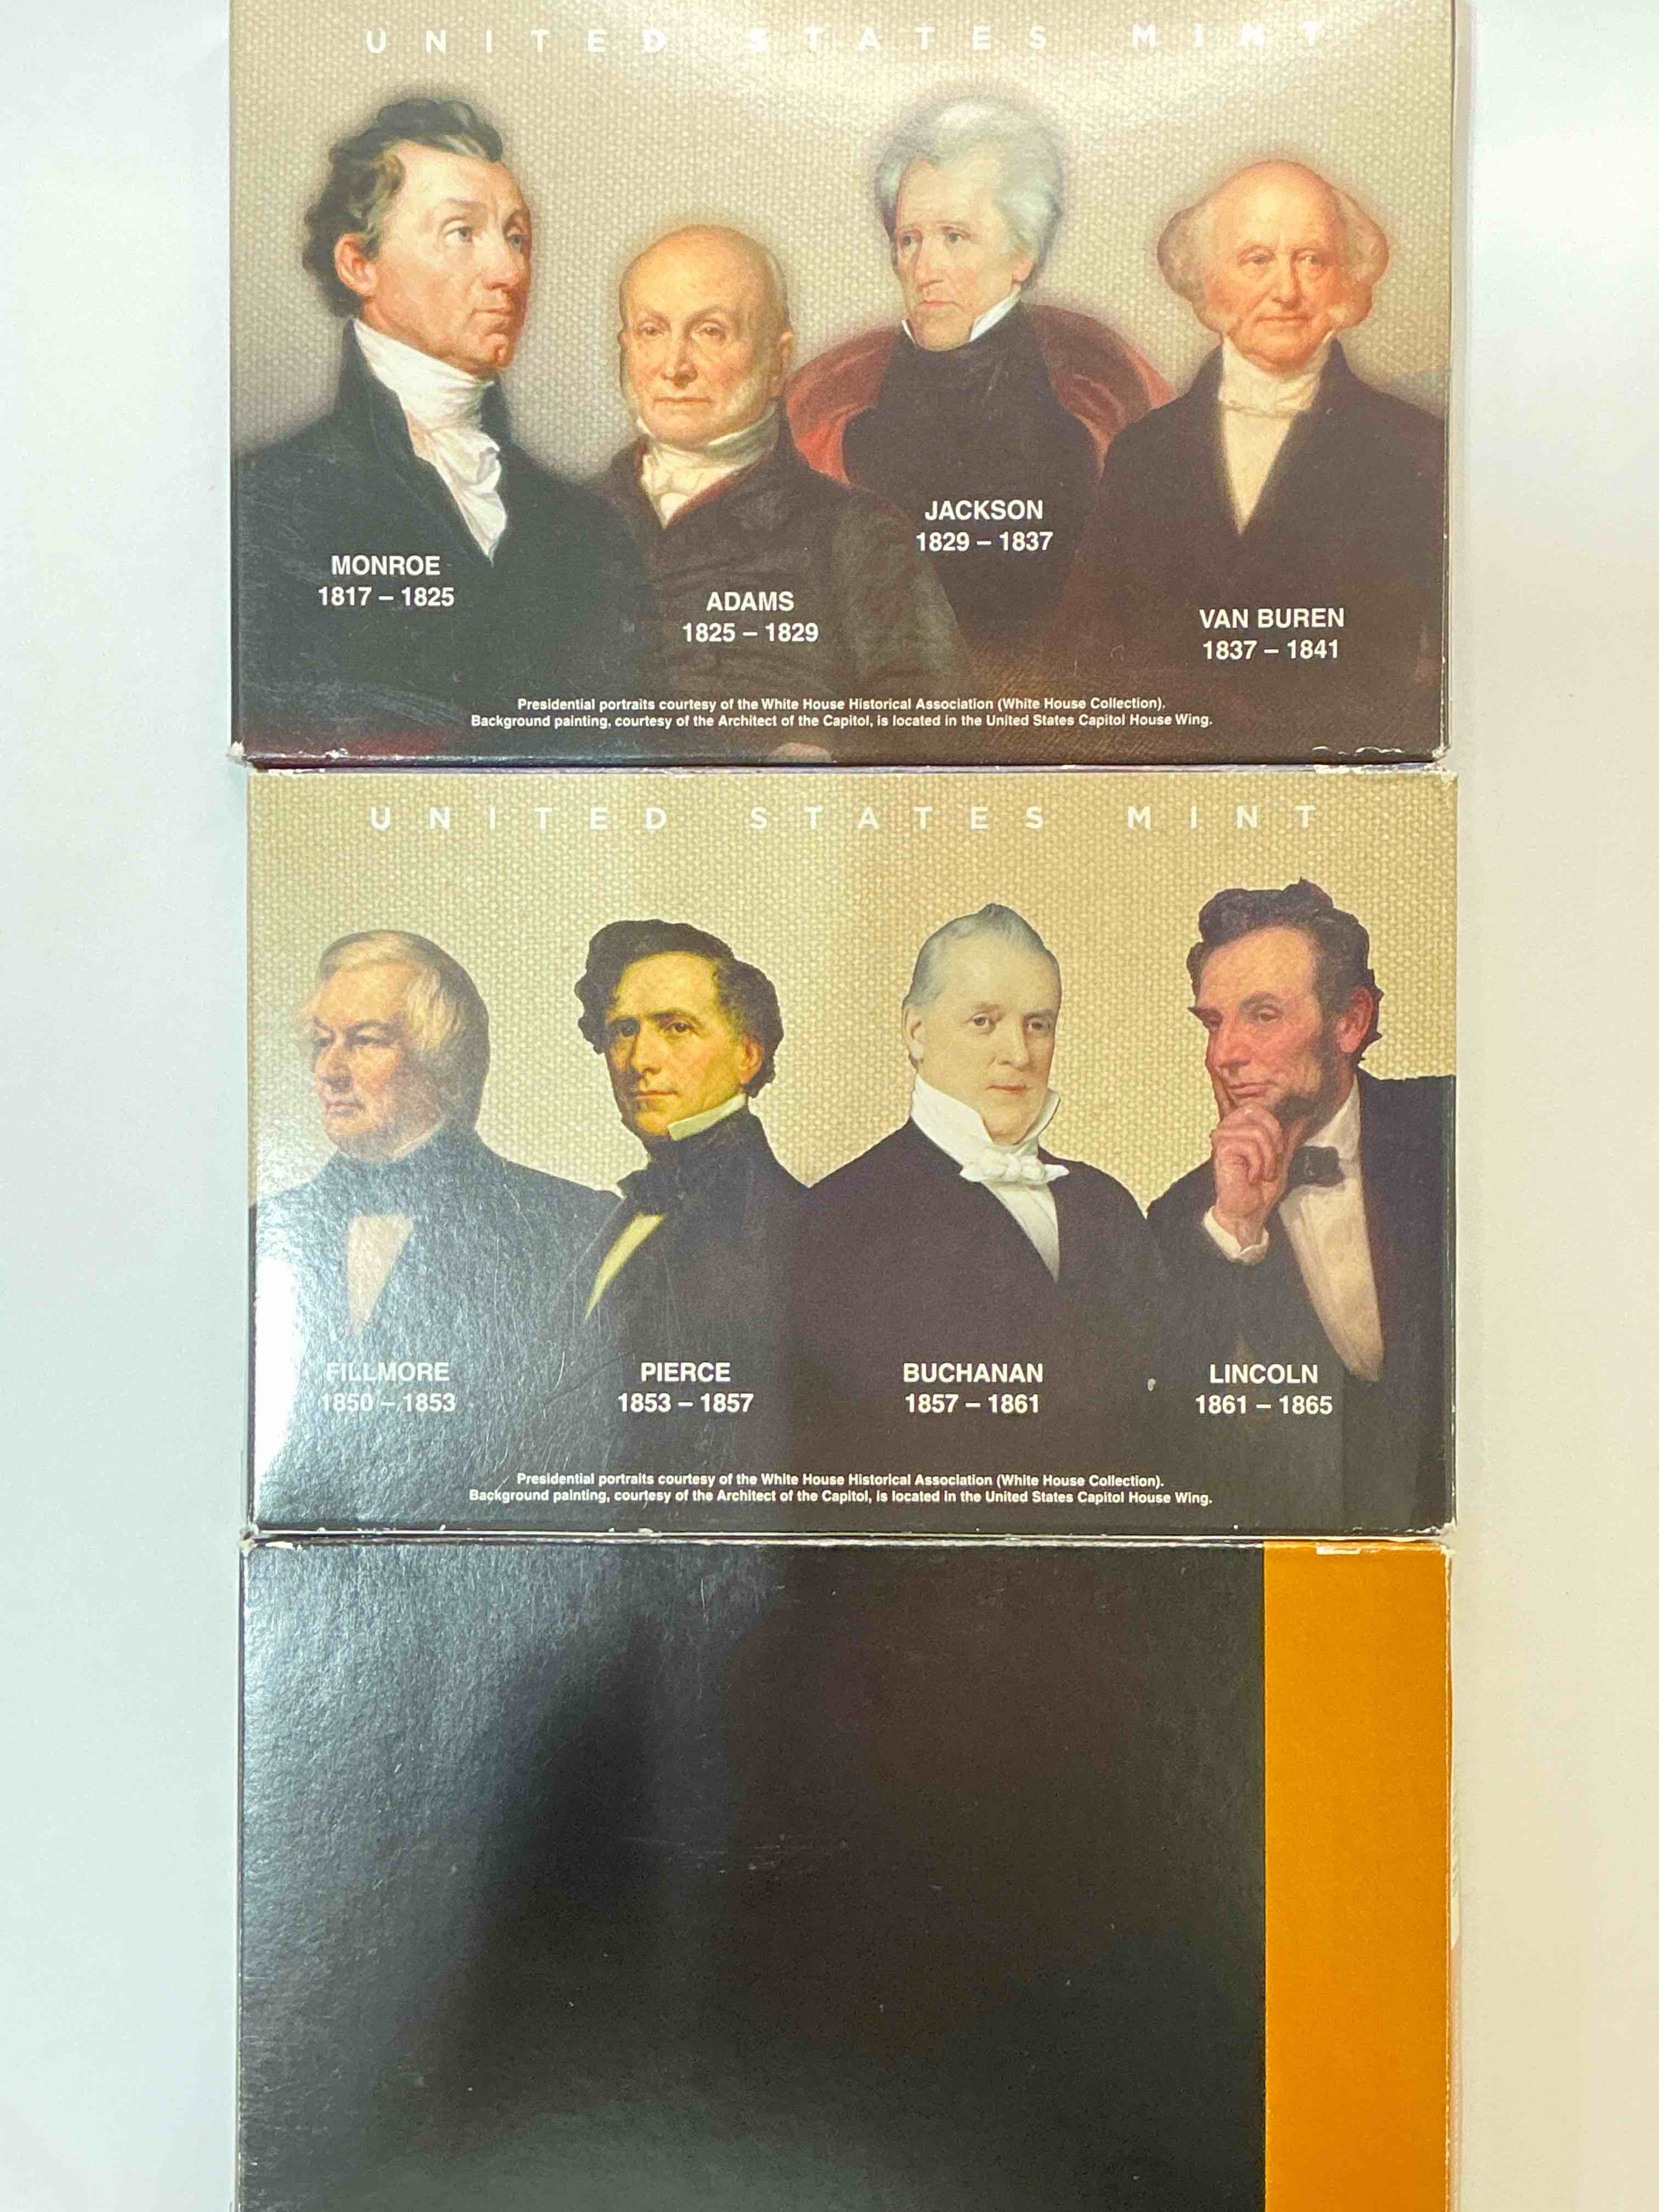 UNITED STATES MINT
MONROE
1817 – 1825
ADAMS
1825 – 1829
JACKSON
1829 – 1837
VAN BUREN
1837 – 1841
Presidential portraits courtesy of the White House Historical Association (White House Collection).
Background painting, courtesy of the Architect of the Capitol, is located in the United States Capitol House Wing.
UNITED STATES MINT
FILLMORE
1850 – 1853
PIERCE
1853 – 1857
BUCHANAN
1857 – 1861
LINCOLN
1861 – 1865
Presidential portraits courtesy of the White House Historical Association (White House Collection).
Background painting, courtesy of the Architect of the Capitol, is located in the United States Capitol House Wing.